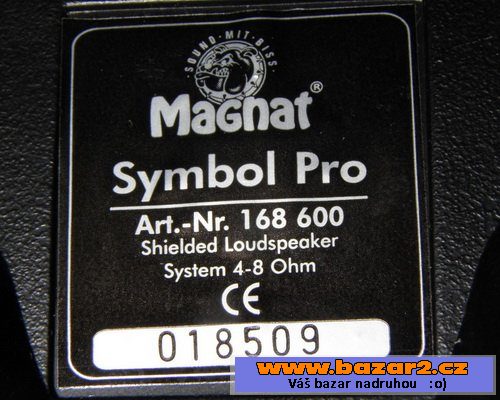 SOUND · MIT · BISS
Magnat®
Symbol Pro
Art.-Nr. 168 600
Shielded Loudspeaker
System 4-8 Ohm
CE
018509
www.bazar2.cz
Váš bazar nadruhou :o)